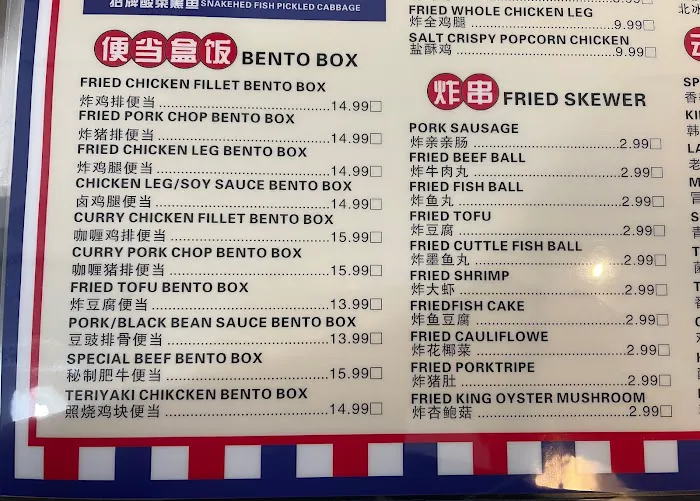 招牌酸菜黑鱼 SNAKEHED FISH PICKLED CABBAGE
便当盒饭 BENTO BOX
FRIED CHICKEN FILLET BENTO BOX
炸鸡排便当 14.99□
FRIED PORK CHOP BENTO BOX
炸猪排便当 14.99□
FRIED CHICKEN LEG BENTO BOX
炸鸡腿便当 14.99□
CHICKEN LEG/SOY SAUCE BENTO BOX
卤鸡腿便当 14.99□
CURRY CHICKEN FILLET BENTO BOX
咖喱鸡排便当 15.99□
CURRY PORK CHOP BENTO BOX
咖喱猪排便当 15.99□
FRIED TOFU BENTO BOX
炸豆腐便当 13.99□
PORK/BLACK BEAN SAUCE BENTO BOX
豆豉排骨便当 13.99□
SPECIAL BEEF BENTO BOX
秘制肥牛便当 15.99□
TERIYAKI CHIKCKEN BENTO BOX
照烧鸡块便当 14.99□
FRIED WHOLE CHICKEN LEG
炸全鸡腿 9.99□
SALT CRISPY POPCORN CHICKEN
盐酥鸡 9.99□
炸串 FRIED SKEWER
PORK SAUSAGE
炸亲亲肠 2.99□
FRIED BEEF BALL
炸牛肉丸 2.99□
FRIED FISH BALL
炸鱼丸 2.99□
FRIED TOFU
炸豆腐 2.99□
FRIED CUTTLE FISH BALL
炸墨鱼丸 2.99□
FRIED SHRIMP
炸大虾 2.99□
FRIEDFISH CAKE
炸鱼豆腐 2.99□
FRIED CAULIFLOWE
炸花椰菜 2.99□
FRIED PORKTRIPE
炸猪肚 2.99□
FRIED KING OYSTER MUSHROOM
炸杏鲍菇 2.99□